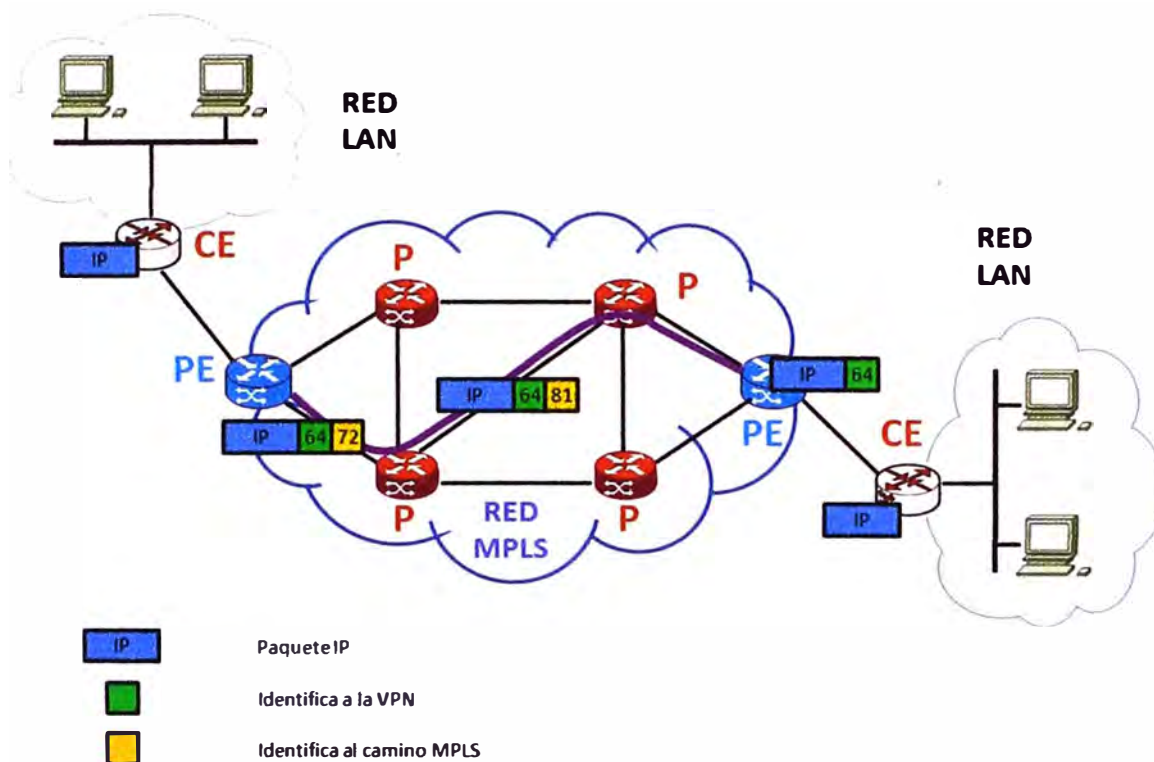 RED
LAN
CE
IP
RED
LAN
P
P
PE
IP 64
IP 64 81
IP 64 72
PE
CE
P
RED
MPLS
P
IP
IP
Paquete IP
Identifica a la VPN
Identifica al camino MPLS